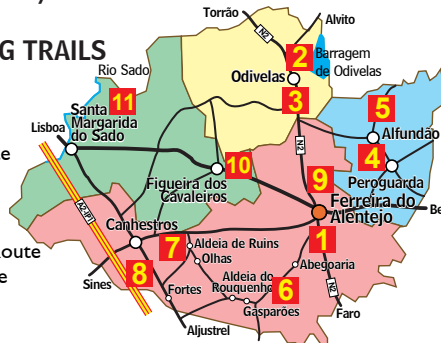 Torrão
Alvito
N2
G TRAILS
2
Barragem
de Odivelas
Rio Sado
Odivelas
11
3
5
Santa
Margarida
do Sado
Lisboa
Alfundão
N2
4
10
9
Peroguarda
Figueira dos
Cavaleiros
Ferreira do
Alentejo
N2-IP1
Be
Canhestros
1
7
Aldeia de Ruins
Olhas
oute
Abegoaria
8
Aldeia do
Rouquenho
6
e
Sines
Fortes
Gasparões
N2
Faro
Aljustrel